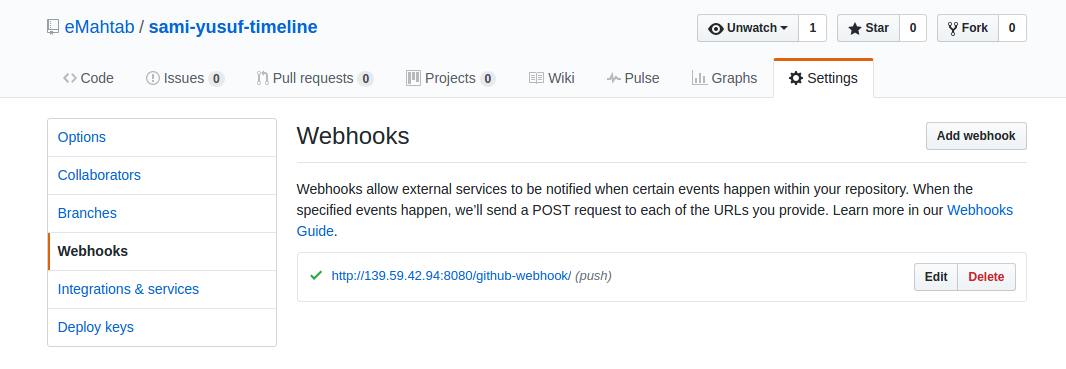 eMahtab / sami-yusuf-timeline
Unwatch 1 Star 0 Fork 0
Code Issues 0 Pull requests 0 Projects 0 Wiki Pulse Graphs Settings
Options
Collaborators
Branches
Webhooks
Integrations & services
Deploy keys
Webhooks
Add webhook
Webhooks allow external services to be notified when certain events happen within your repository. When the
specified events happen, we’ll send a POST request to each of the URLs you provide. Learn more in our Webhooks
Guide.
http://139.59.42.94:8080/github-webhook/ (push)
Edit Delete